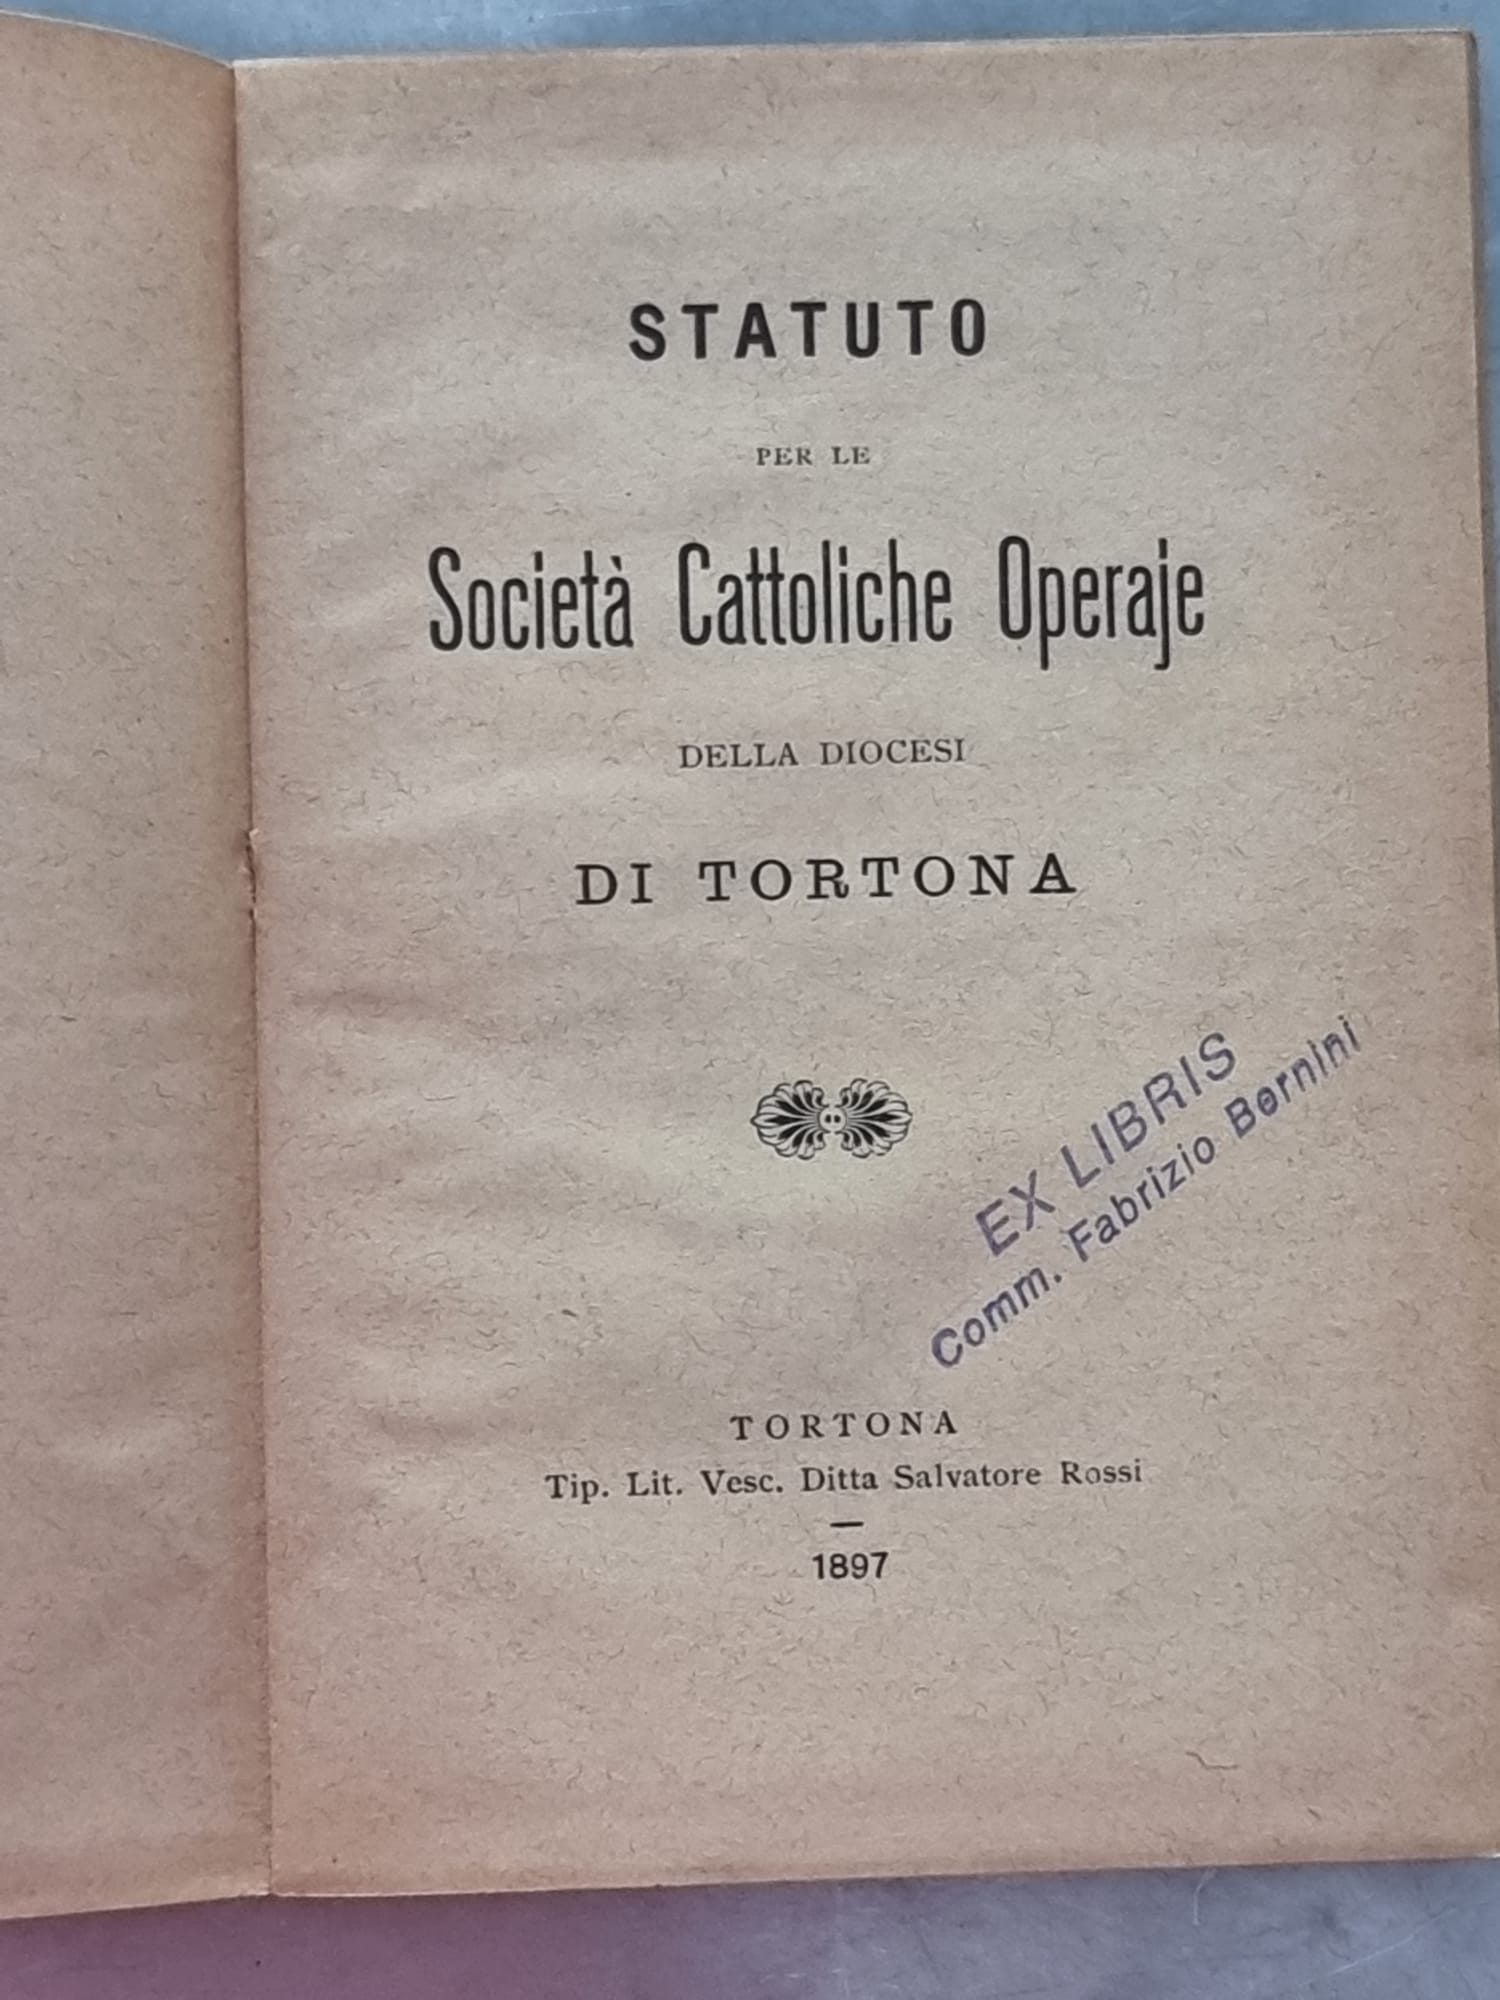 STATUTO
PER LE
Società Cattoliche Operaje
DELLA DIOCESI
DI TORTONA
EX LIBRIS
Comm. Fabrizio Bernini
TORTONA
Tip. Lit. Vesc. Ditta Salvatore Rossi
1897